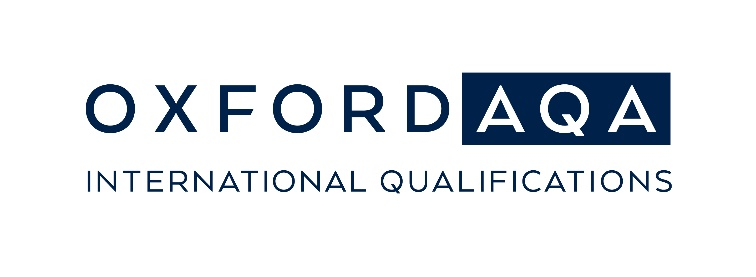 OXFORD AQA
INTERNATIONAL QUALIFICATIONS